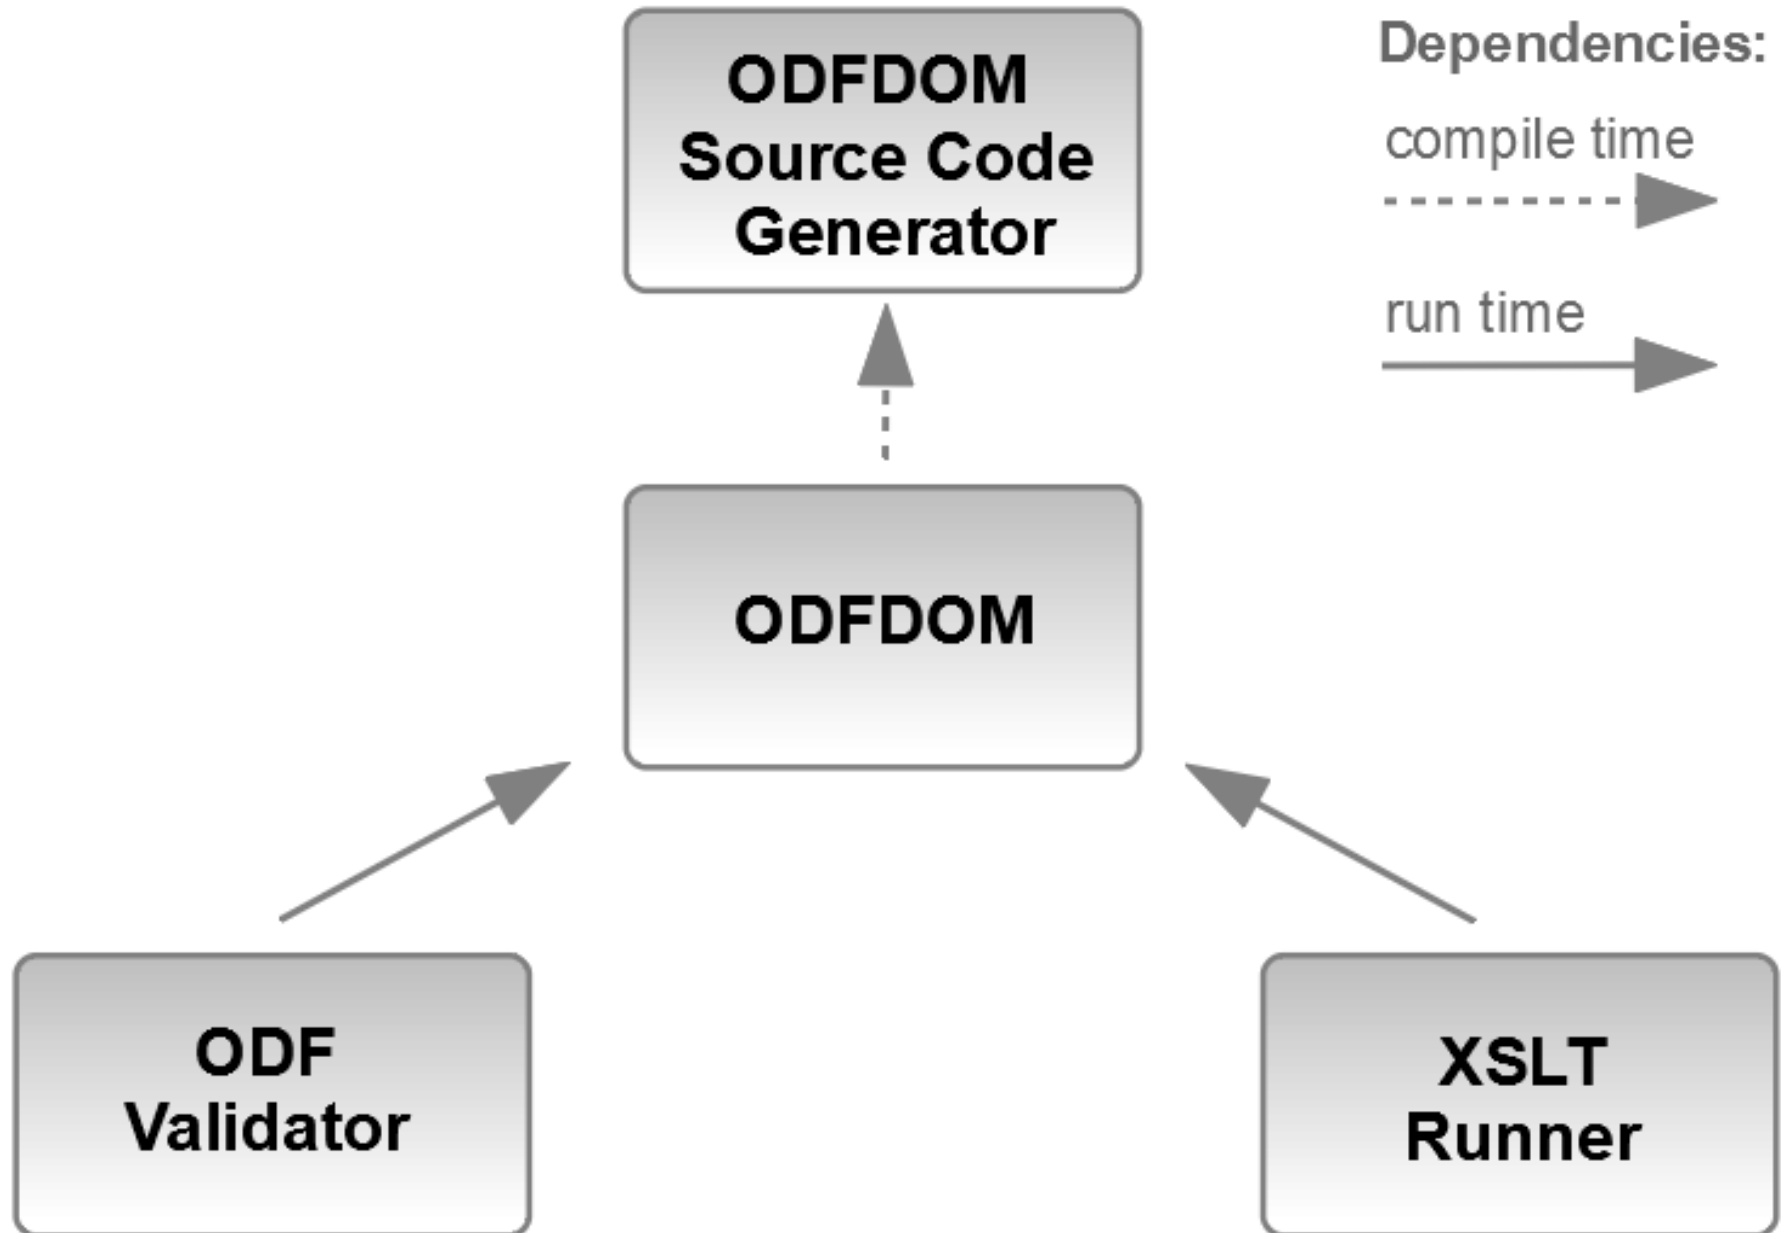 ODFDOM
Source Code
Generator
Dependencies:
compile time
run time
ODFDOM
ODF
Validator
XSLT
Runner